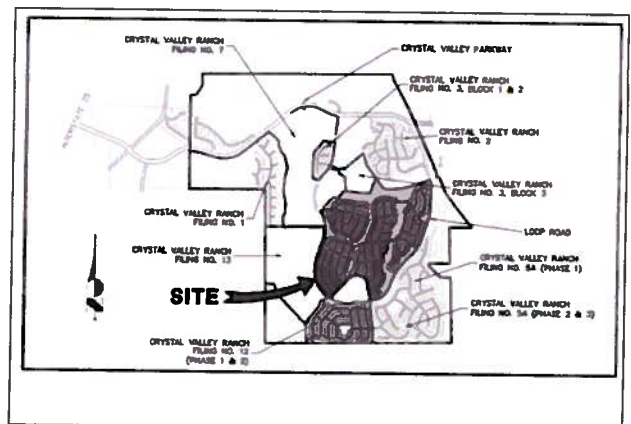 CRYSTAL VALLEY RANCH
FILING NO. 7
CRYSTAL VALLEY PARKWAY
CRYSTAL VALLEY RANCH
FILING NO. 3, BLOCK 1 & 2
INTERSTATE 25
CRYSTAL VALLEY RANCH
FILING NO. 2
CRYSTAL VALLEY RANCH
FILING NO. 3, BLOCK 3
CRYSTAL VALLEY RANCH
FILING NO. 1
LOOP ROAD
CRYSTAL VALLEY RANCH
FILING NO. 13
CRYSTAL VALLEY RANCH
FILING NO. 5A (PHASE 1)
SITE
CRYSTAL VALLEY RANCH
FILING NO. 5A (PHASE 2 & 3)
CRYSTAL VALLEY RANCH
FILING NO. 12
(PHASE 1 & 2)